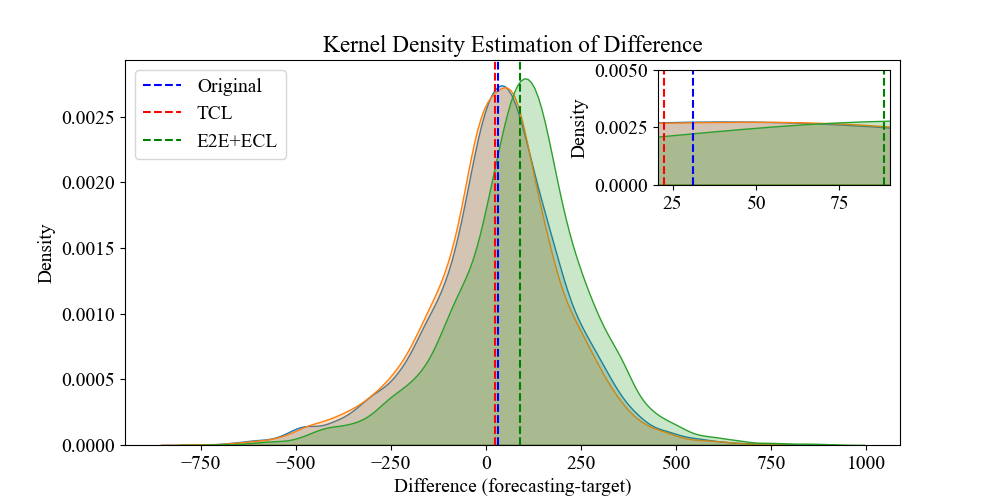 Kernel Density Estimation of Difference
Original
TCL
E2E+ECL
Density
0.0025
0.0020
0.0015
0.0010
0.0005
0.0000
−750
−500
−250
0
250
500
750
1000
Difference (forecasting-target)
Density
0.0050
0.0025
0.0000
25
50
75